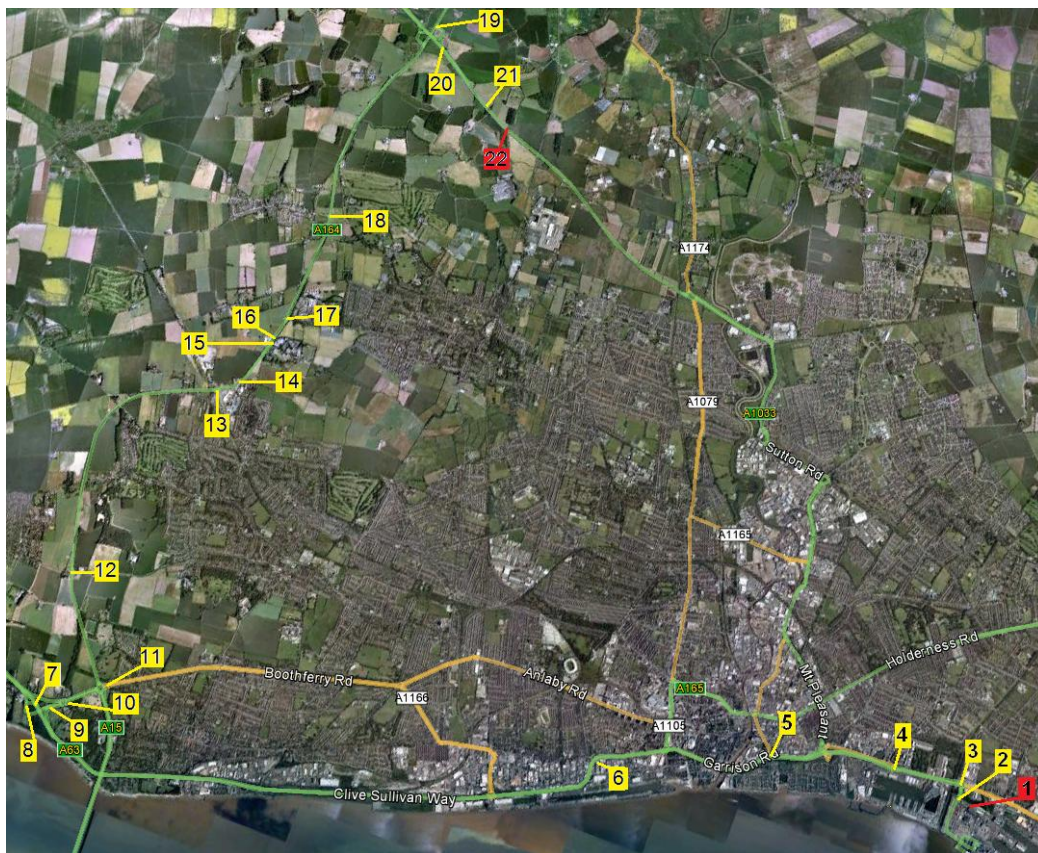 19
20
21
22
18
A164
A1174
17
16
15
14
13
A1079
A1033
Sutton Rd
A1165
12
11
Boothferry Rd
Anlaby Rd
Holderness Rd
Mt Pleasant
7
8
9
10
A15
A63
A1166
A165
A1105
5
Garrison Rd
4
3
2
1
6
Clive Sullivan Way